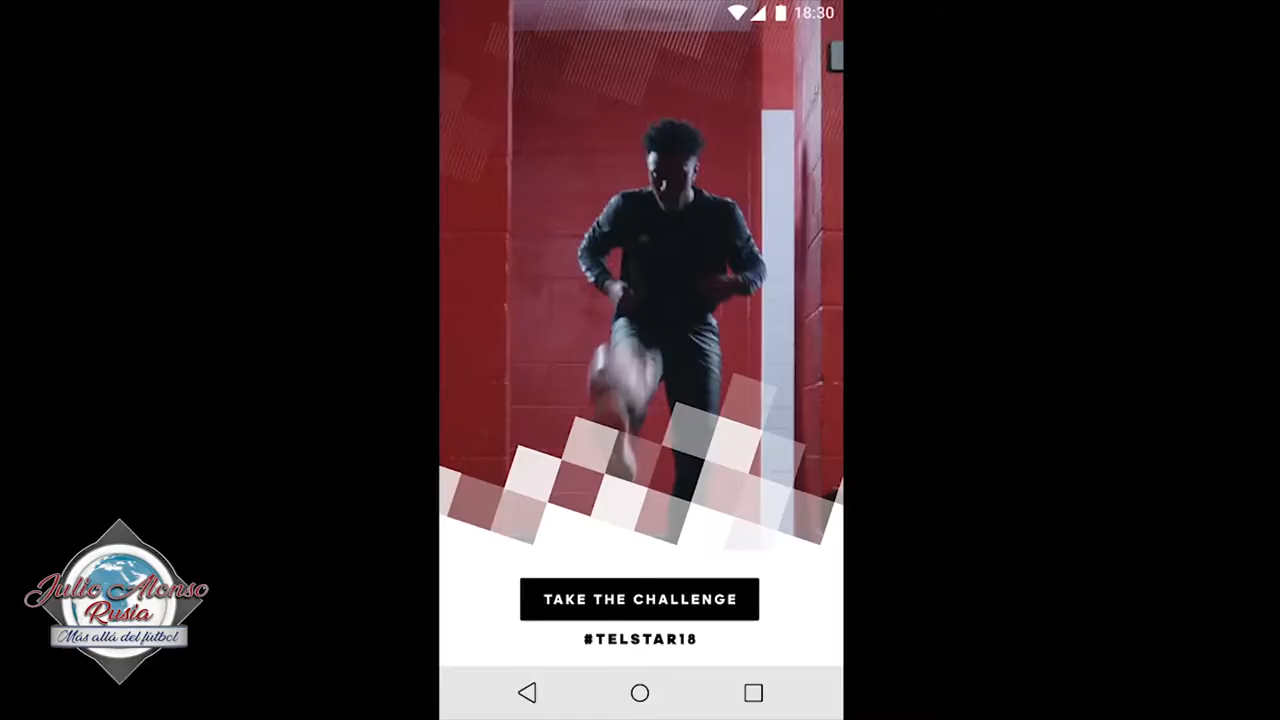 18:30
TAKE THE CHALLENGE
#TELSTAR18
Julio Alonso
Rusia
Más allá del fútbol